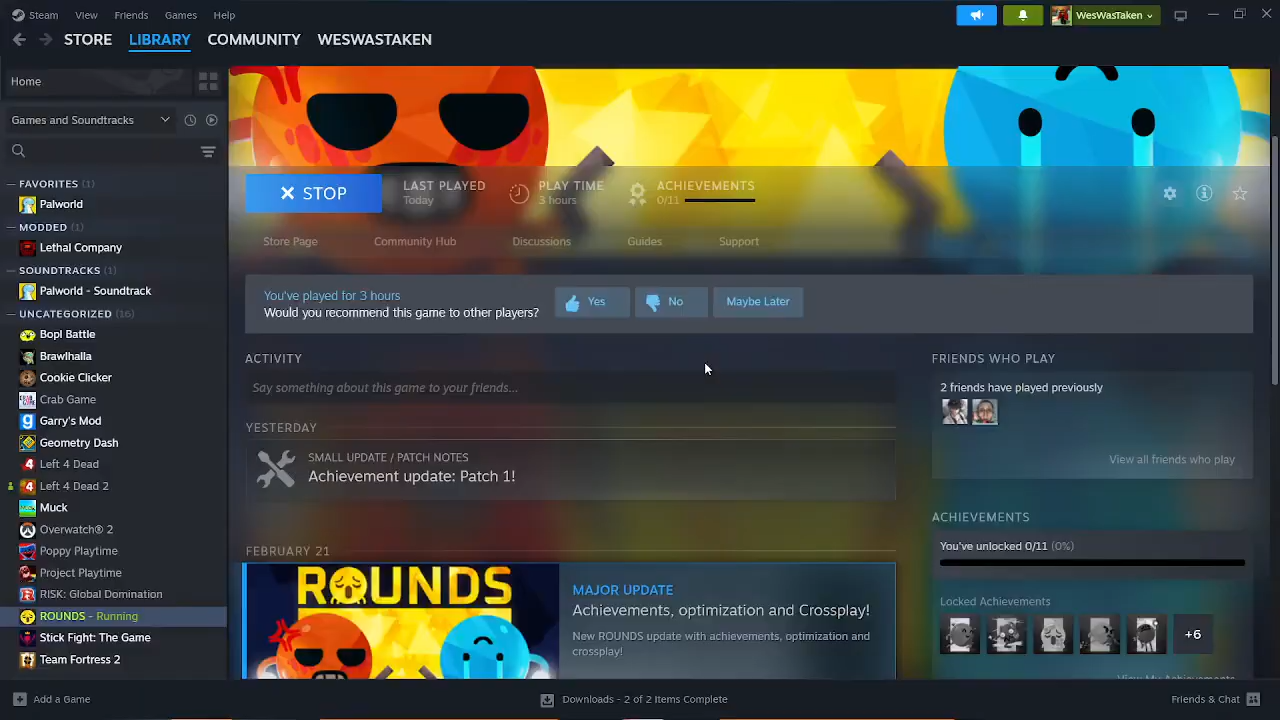 Steam View Friends Games Help WesWasTaken
STORE LIBRARY COMMUNITY WESWASTAKEN
Home
Games and Soundtracks
FAVORITES (1)
Palworld
MODDED (1)
Lethal Company
SOUNDTRACKS (1)
Palworld - Soundtrack
UNCATEGORIZED (16)
Bopl Battle
Brawlhalla
Cookie Clicker
Crab Game
Garry's Mod
Geometry Dash
Left 4 Dead
Left 4 Dead 2
Muck
Overwatch® 2
Poppy Playtime
Project Playtime
RISK: Global Domination
ROUNDS - Running
Stick Fight: The Game
Team Fortress 2
STOP
LAST PLAYED
Today
PLAY TIME
3 hours
ACHIEVEMENTS
0/11
Store Page Community Hub Discussions Guides Support
You've played for 3 hours
Would you recommend this game to other players?
Yes No Maybe Later
ACTIVITY
Say something about this game to your friends...
YESTERDAY
SMALL UPDATE / PATCH NOTES
Achievement update: Patch 1!
FEBRUARY 21
ROUNDS
MAJOR UPDATE
Achievements, optimization and Crossplay!
New ROUNDS update with achievements, optimization and
crossplay!
FRIENDS WHO PLAY
2 friends have played previously
View all friends who play
ACHIEVEMENTS
You've unlocked 0/11 (0%)
Locked Achievements
+6
View My Achievements
Add a Game
Downloads - 2 of 2 Items Complete
Friends & Chat